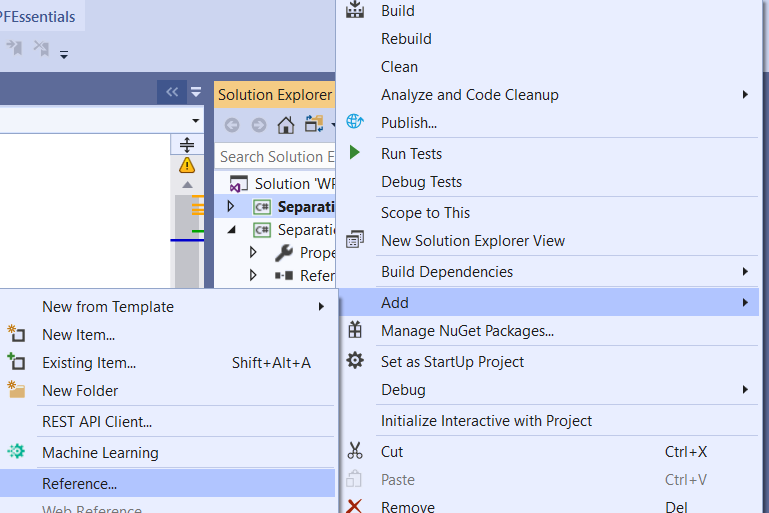 PFEssentials
Solution Explorer
Search Solution E
Solution 'WP
Separati
Separatio
Prope
Refer
Build
Rebuild
Clean
Analyze and Code Cleanup
Publish...
Run Tests
Debug Tests
Scope to This
New Solution Explorer View
Build Dependencies
Add
Manage NuGet Packages...
Set as StartUp Project
Debug
Initialize Interactive with Project
Cut Ctrl+X
Paste Ctrl+V
Remove Del
New from Template
New Item...
Existing Item... Shift+Alt+A
New Folder
REST API Client...
Machine Learning
Reference...
Web Reference